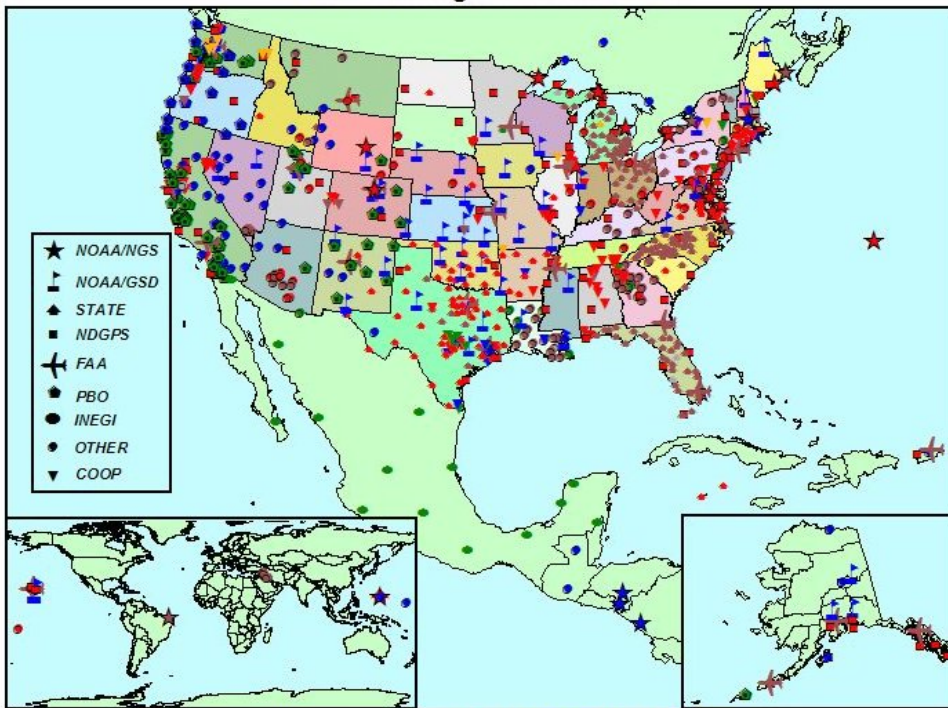 NOAA/NGS
NOAA/GSD
STATE
NDGPS
FAA
PBO
INEGI
OTHER
COOP